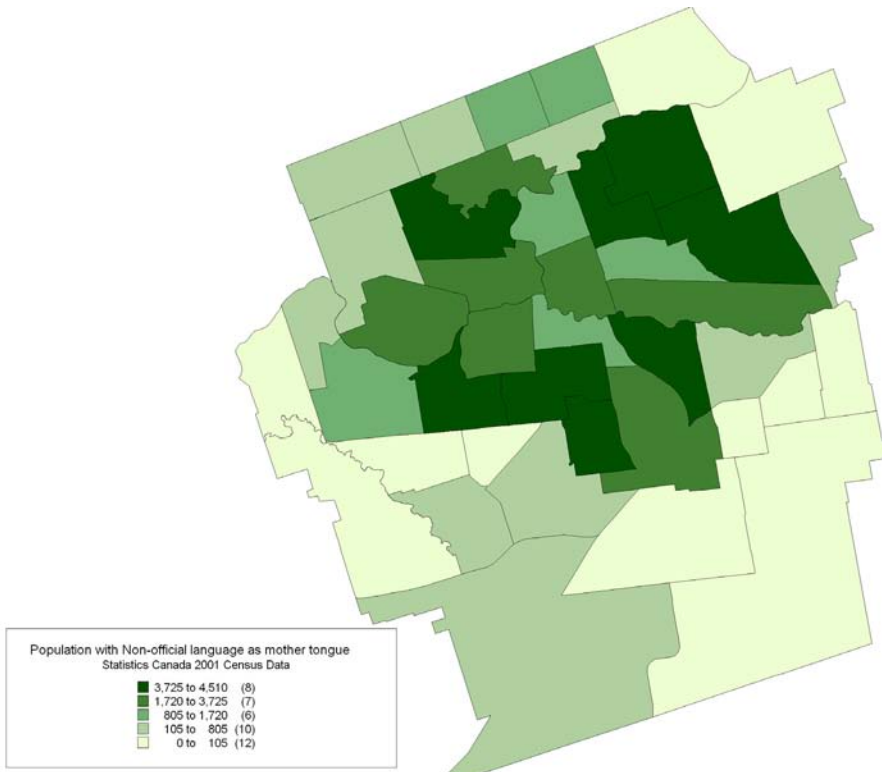 Population with Non-official language as mother tongue
Statistics Canada 2001 Census Data
3,725 to 4,510 (8)
1,720 to 3,725 (7)
805 to 1,720 (6)
105 to 805 (10)
0 to 105 (12)